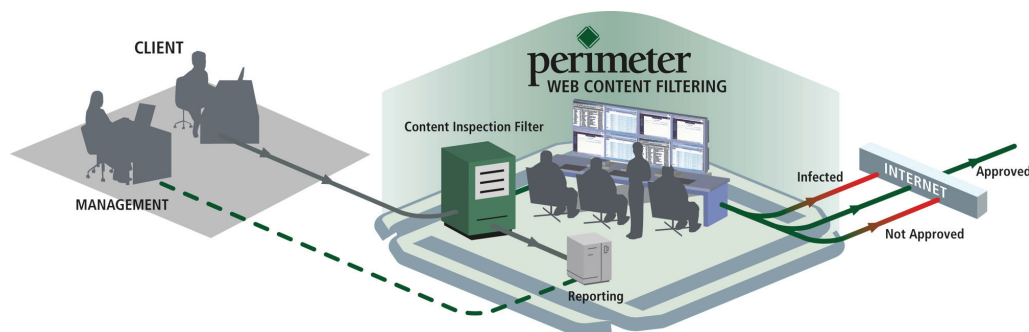 CLIENT
MANAGEMENT
perimeter
WEB CONTENT FILTERING
Content Inspection Filter
Reporting
Infected
INTERNET
Approved
Not Approved